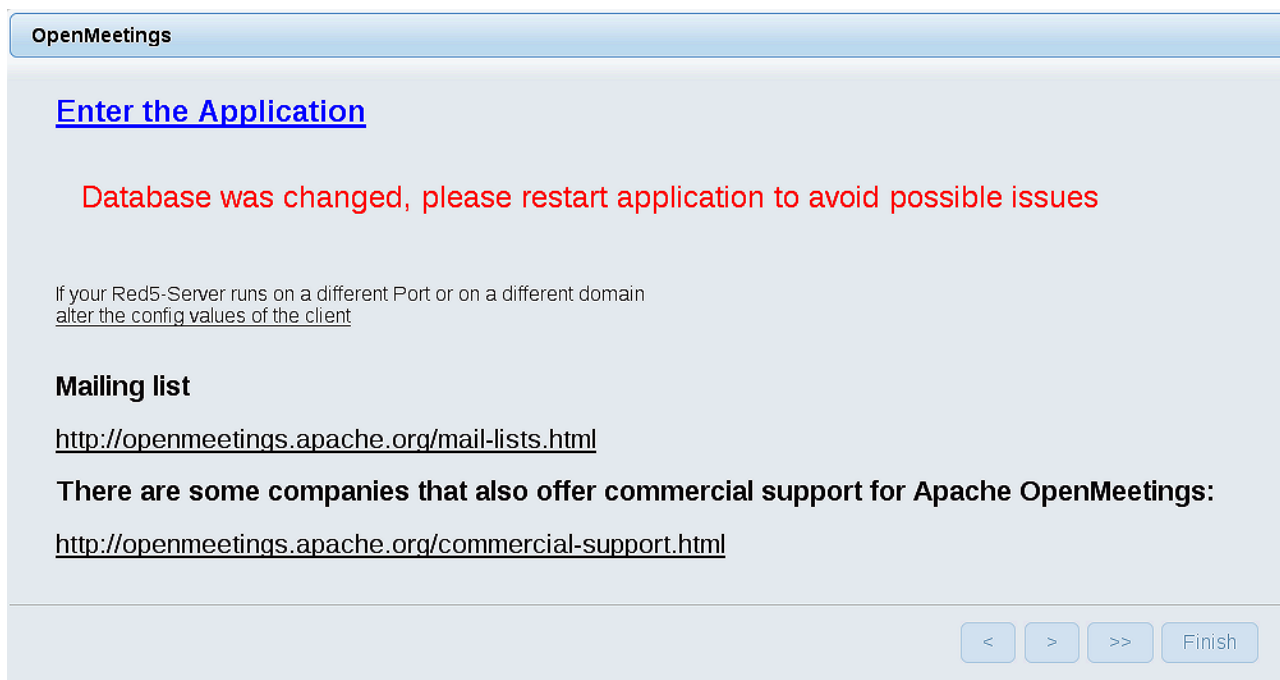 OpenMeetings
Enter the Application
Database was changed, please restart application to avoid possible issues
If your Red5-Server runs on a different Port or on a different domain
alter the config values of the client
Mailing list
http://openmeetings.apache.org/mail-lists.html
There are some companies that also offer commercial support for Apache OpenMeetings:
http://openmeetings.apache.org/commercial-support.html
< > >> Finish